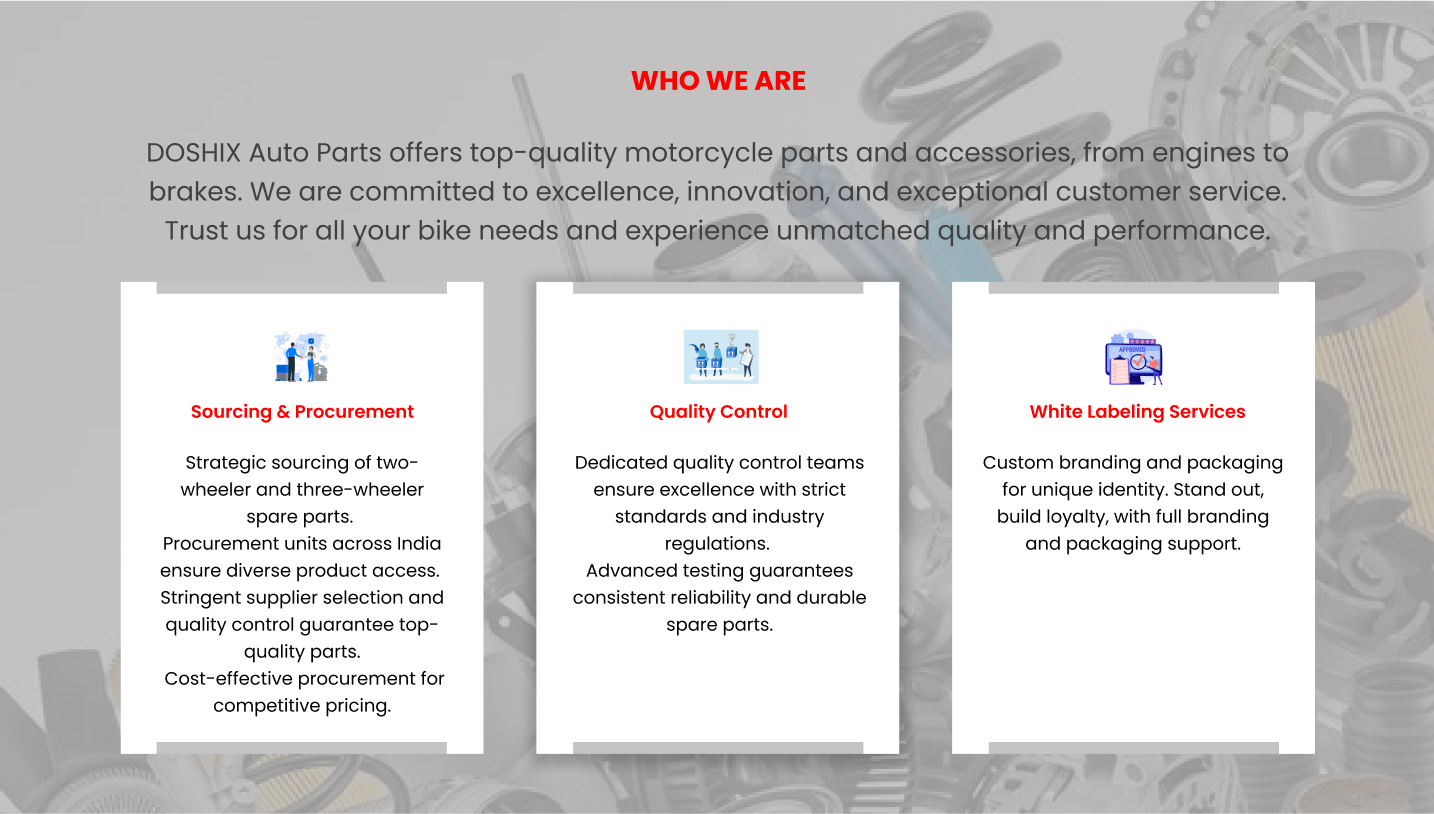 WHO WE ARE
DOSHIX Auto Parts offers top-quality motorcycle parts and accessories, from engines to
brakes. We are committed to excellence, innovation, and exceptional customer service.
Trust us for all your bike needs and experience unmatched quality and performance.
Sourcing & Procurement
Strategic sourcing of two-
wheeler and three-wheeler
spare parts.
Procurement units across India
ensure diverse product access.
Stringent supplier selection and
quality control guarantee top-
quality parts.
Cost-effective procurement for
competitive pricing.
Quality Control
Dedicated quality control teams
ensure excellence with strict
standards and industry
regulations.
Advanced testing guarantees
consistent reliability and durable
spare parts.
APPROVED
White Labeling Services
Custom branding and packaging
for unique identity. Stand out,
build loyalty, with full branding
and packaging support.